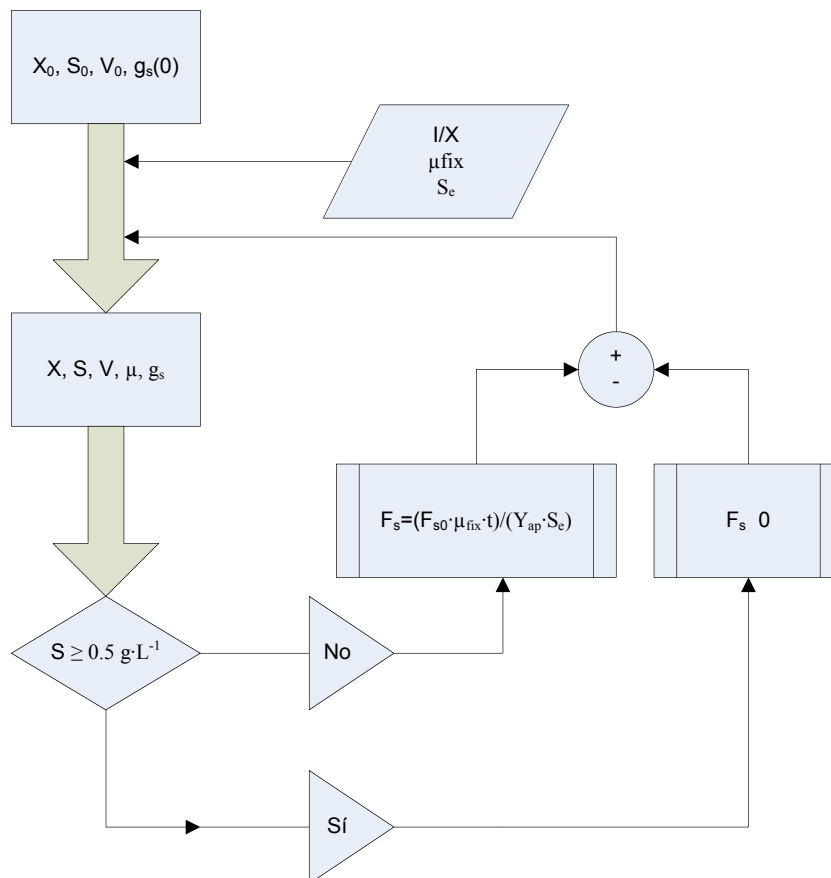 X₀, S₀, V₀, gₛ(0)
I/X
µfix
Sₑ
X, S, V, µ, gₛ
+
-
Fₛ=(Fₛ₀·µfix·t)/(Yap·Sₑ)
Fₛ 0
S ≥ 0.5 g·L⁻¹
No
Sí